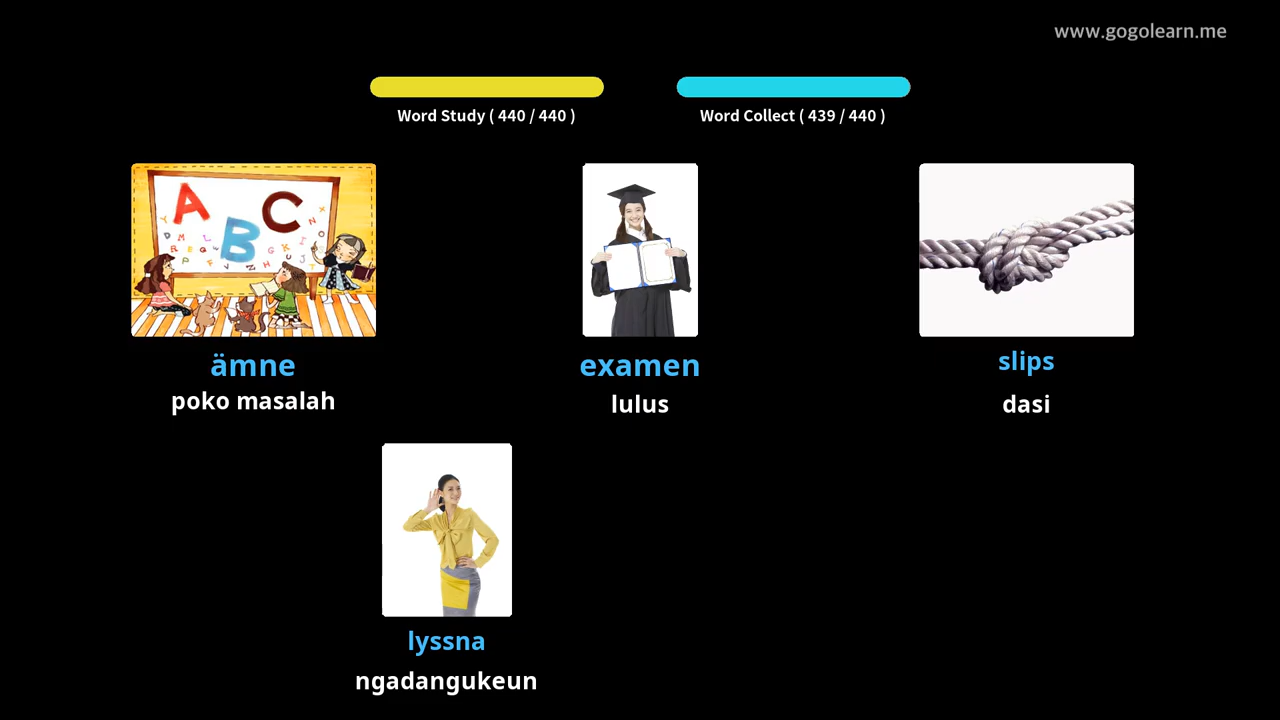 www.gogolearn.me
Word Study ( 440 / 440 )
Word Collect ( 439 / 440 )
A B C
ämne
poko masalah
examen
lulus
slips
dasi
lyssna
ngadangukeun